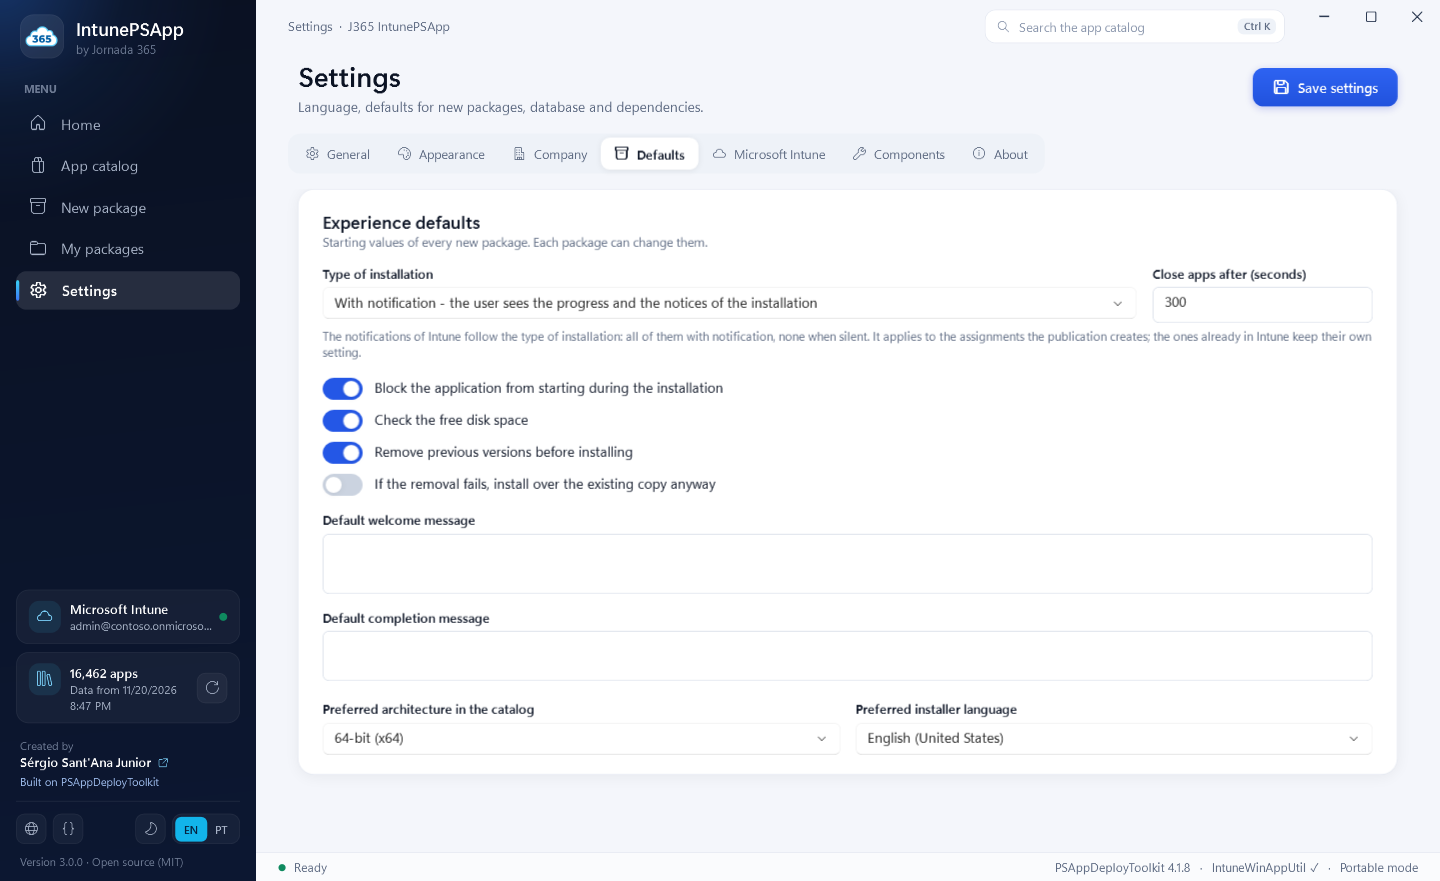 IntunePSApp
by Jornada 365
365
MENU
Home
App catalog
New package
My packages
Settings
Microsoft Intune
admin@contoso.onmicroso...
16,462 apps
Data from 11/20/2026
8:47 PM
Created by
Sérgio Sant'Ana Junior
Built on PSAppDeployToolkit
{}
EN PT
Version 3.0.0 · Open source (MIT)
Settings · J365 IntunePSApp
Search the app catalog Ctrl K
Settings
Language, defaults for new packages, database and dependencies.
Save settings
General Appearance Company Defaults Microsoft Intune Components About
Experience defaults
Starting values of every new package. Each package can change them.
Type of installation Close apps after (seconds)
With notification - the user sees the progress and the notices of the installation 300
The notifications of Intune follow the type of installation: all of them with notification, none when silent. It applies to the assignments the publication creates; the ones already in Intune keep their own
setting.
Block the application from starting during the installation
Check the free disk space
Remove previous versions before installing
If the removal fails, install over the existing copy anyway
Default welcome message
Default completion message
Preferred architecture in the catalog Preferred installer language
64-bit (x64) English (United States)
Ready PSAppDeployToolkit 4.1.8 · IntuneWinAppUtil ✓ · Portable mode